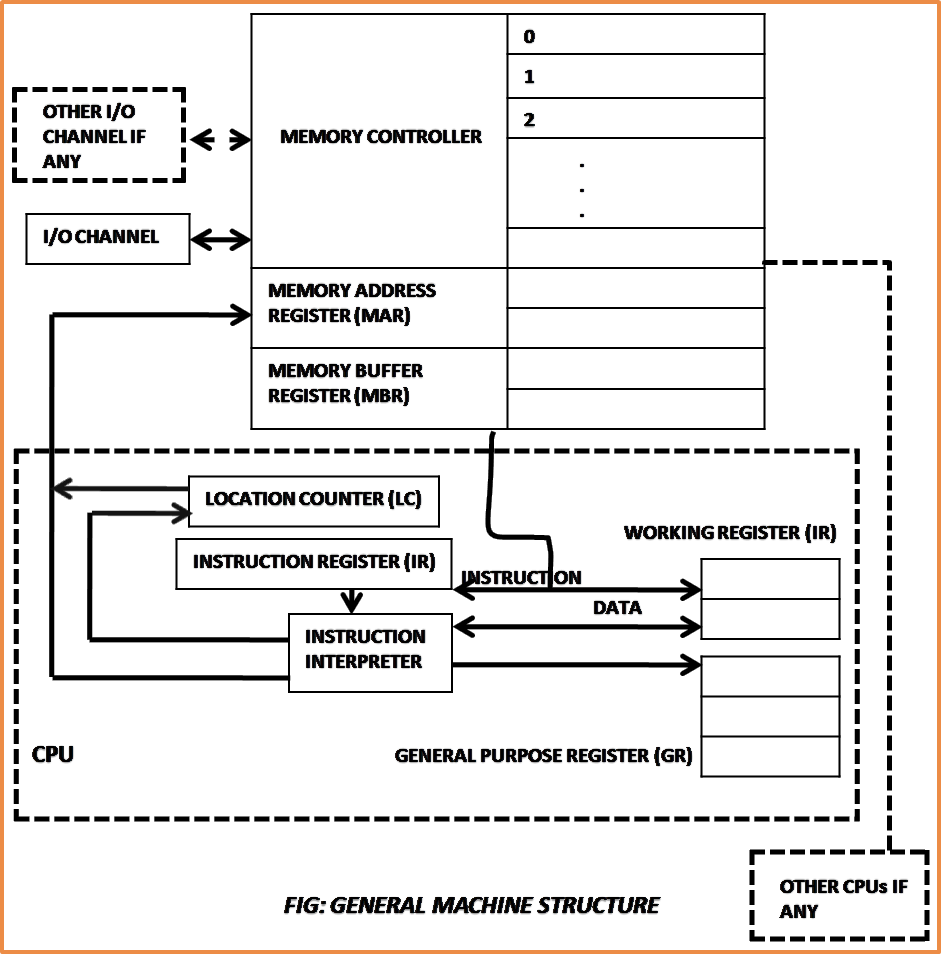 0
1
2
.
.
.
OTHER I/O
CHANNEL IF
ANY
MEMORY CONTROLLER
I/O CHANNEL
MEMORY ADDRESS
REGISTER (MAR)
MEMORY BUFFER
REGISTER (MBR)
LOCATION COUNTER (LC)
WORKING REGISTER (IR)
INSTRUCTION REGISTER (IR)
INSTRUCTION
DATA
INSTRUCTION
INTERPRETER
CPU
GENERAL PURPOSE REGISTER (GR)
OTHER CPUs IF
ANY
FIG: GENERAL MACHINE STRUCTURE